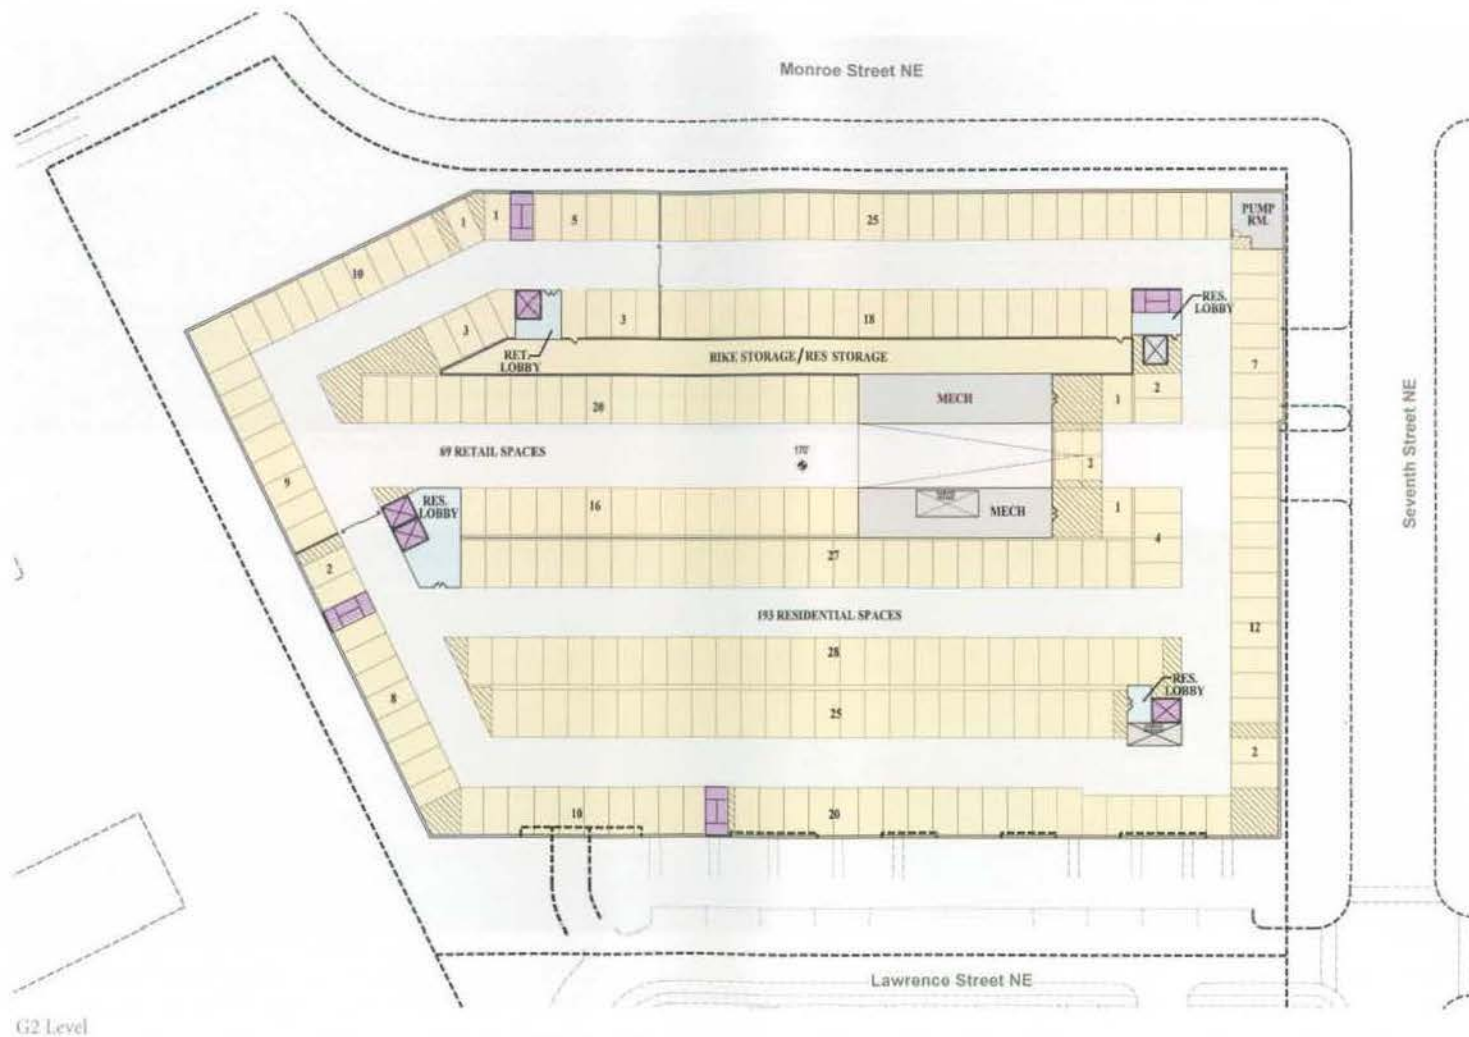 Monroe Street NE
PUMP
RM.
1
1
5
25
10
RES.
LOBBY
3
3
18
RET.
LOBBY
BIKE STORAGE/RES STORAGE
7
20
MECH
1
2
69 RETAIL SPACES
170'
2
Seventh Street NE
9
RES.
LOBBY
16
MECH
1
4
27
2
193 RESIDENTIAL SPACES
12
28
RES.
LOBBY
8
25
2
10
20
Lawrence Street NE
G2 Level